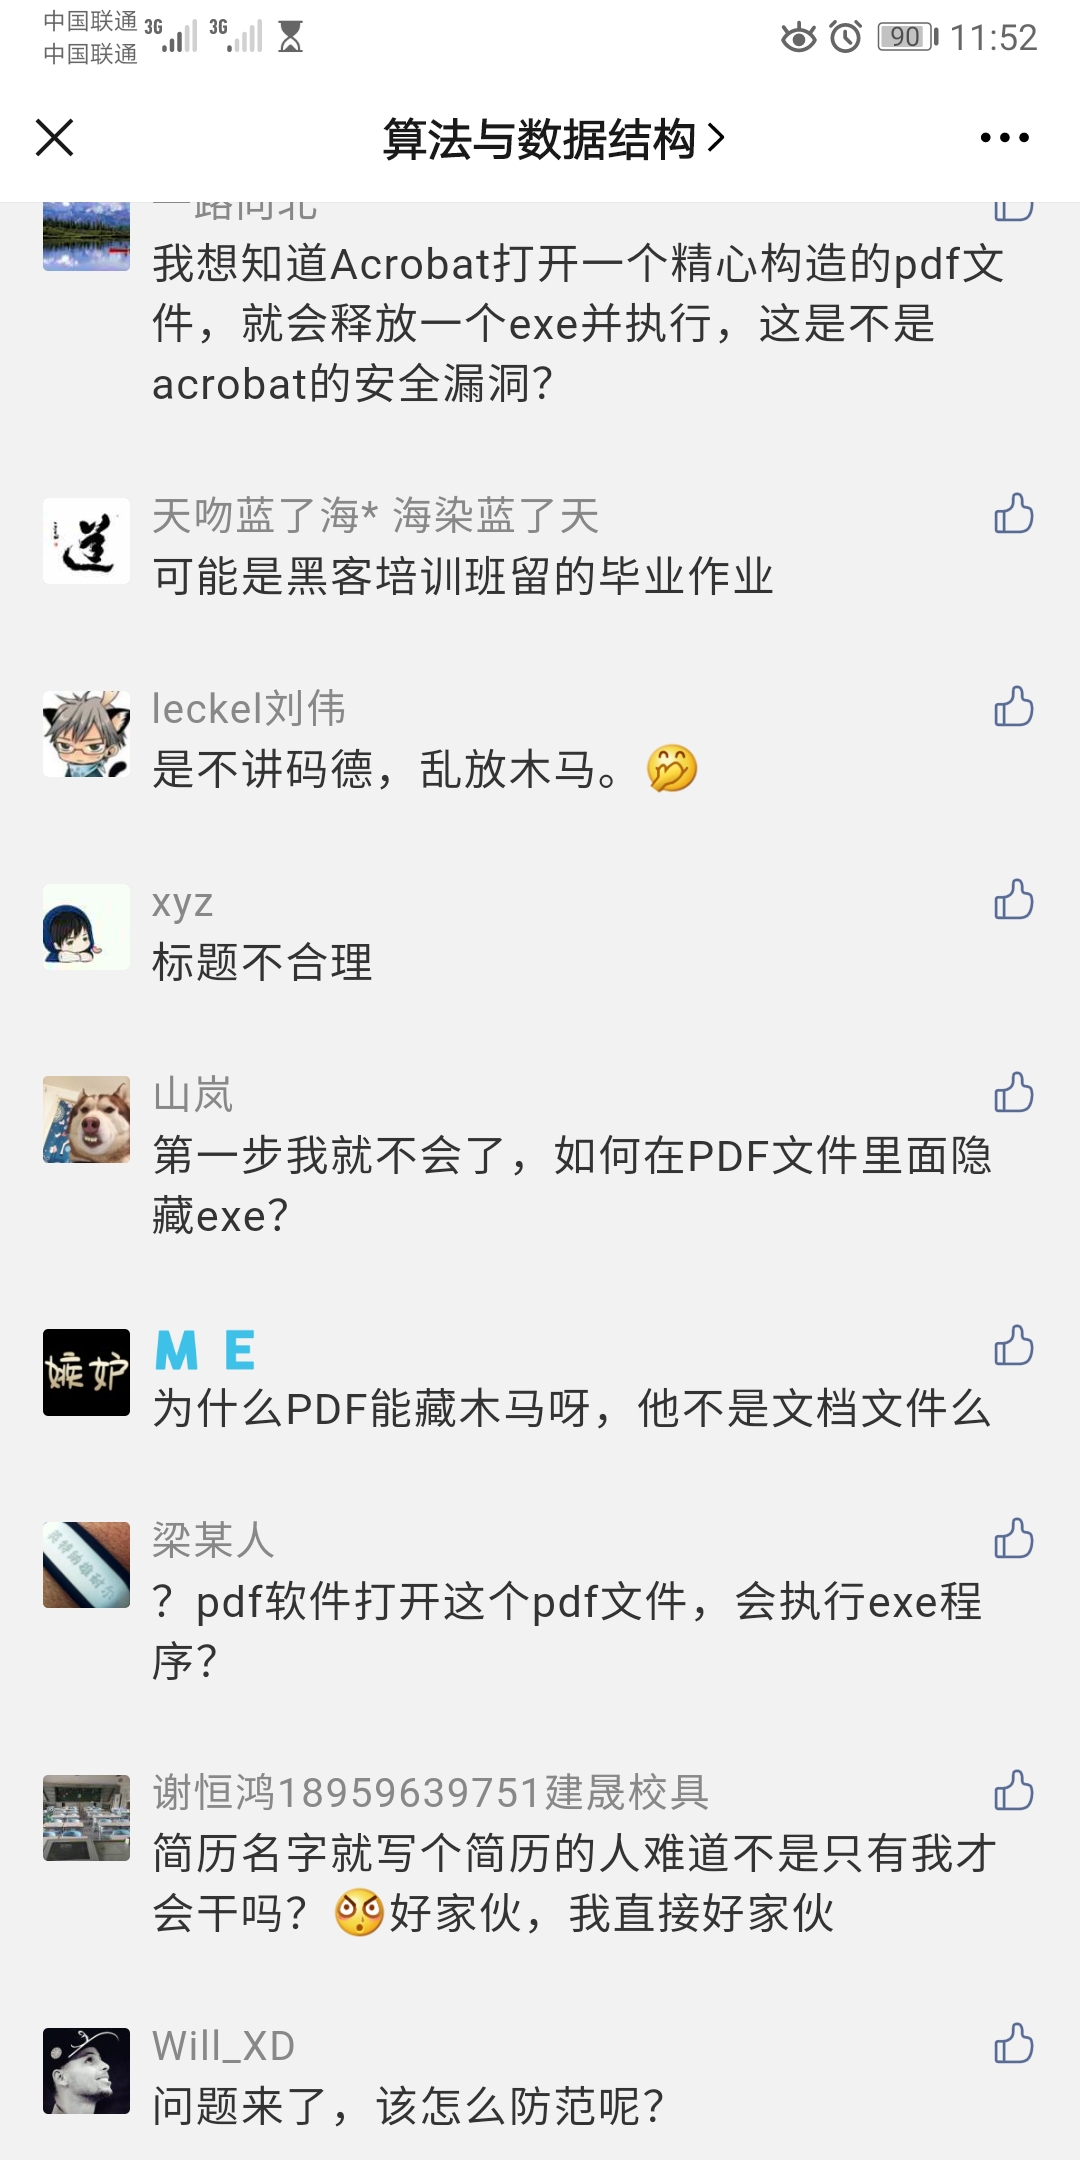 中国联通 3G 3G 90 11:52
中国联通
算法与数据结构
一路向北
我想知道Acrobat打开一个精心构造的pdf文
件，就会释放一个exe并执行，这是不是
acrobat的安全漏洞？
道
天吻蓝了海* 海染蓝了天
可能是黑客培训班留的毕业作业
leckel刘伟
是不讲码德，乱放木马。🤭
xyz
标题不合理
山岚
第一步我就不会了，如何在PDF文件里面隐
藏exe？
嫉妒
M E
为什么PDF能藏木马呀，他不是文档文件么
梁某人
？pdf软件打开这个pdf文件，会执行exe程
序？
谢恒鸿18959639751建晟校具
简历名字就写个简历的人难道不是只有我才
会干吗？好家伙，我直接好家伙
Will_XD
问题来了，该怎么防范呢？